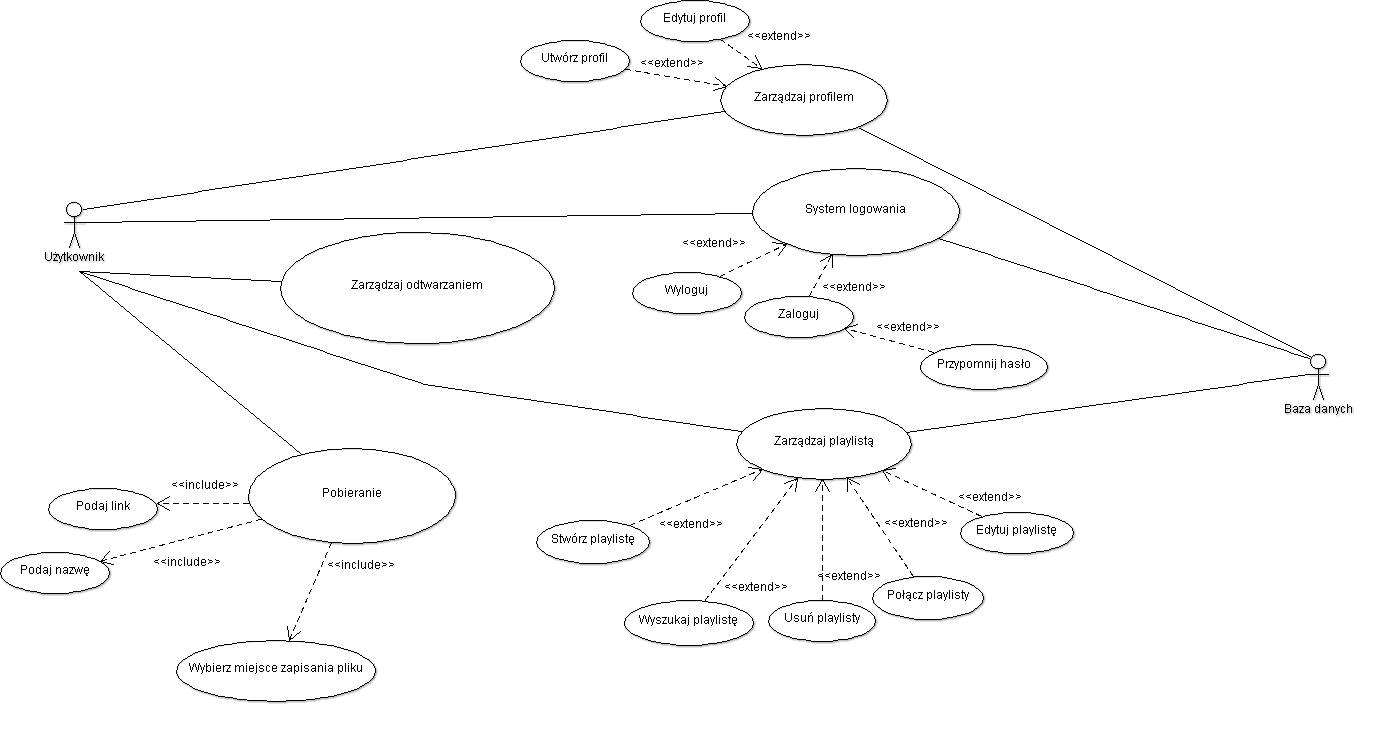 Edytuj profil
<<extend>>
Utwórz profil
<<extend>>
Zarządzaj profilem
System logowania
Użytkownik
<<extend>>
Zarządzaj odtwarzaniem
Wyloguj
<<extend>>
Zaloguj
<<extend>>
Przypomnij hasło
Baza danych
Zarządzaj playlistą
Pobieranie
<<include>>
Podaj link
<<extend>>
<<extend>>
<<extend>>
Edytuj playlistę
Stwórz playlistę
<<include>>
<<include>>
Podaj nazwę
<<extend>>
<<extend>>
Połącz playlisty
Wyszukaj playlistę
Usuń playlisty
Wybierz miejsce zapisania pliku